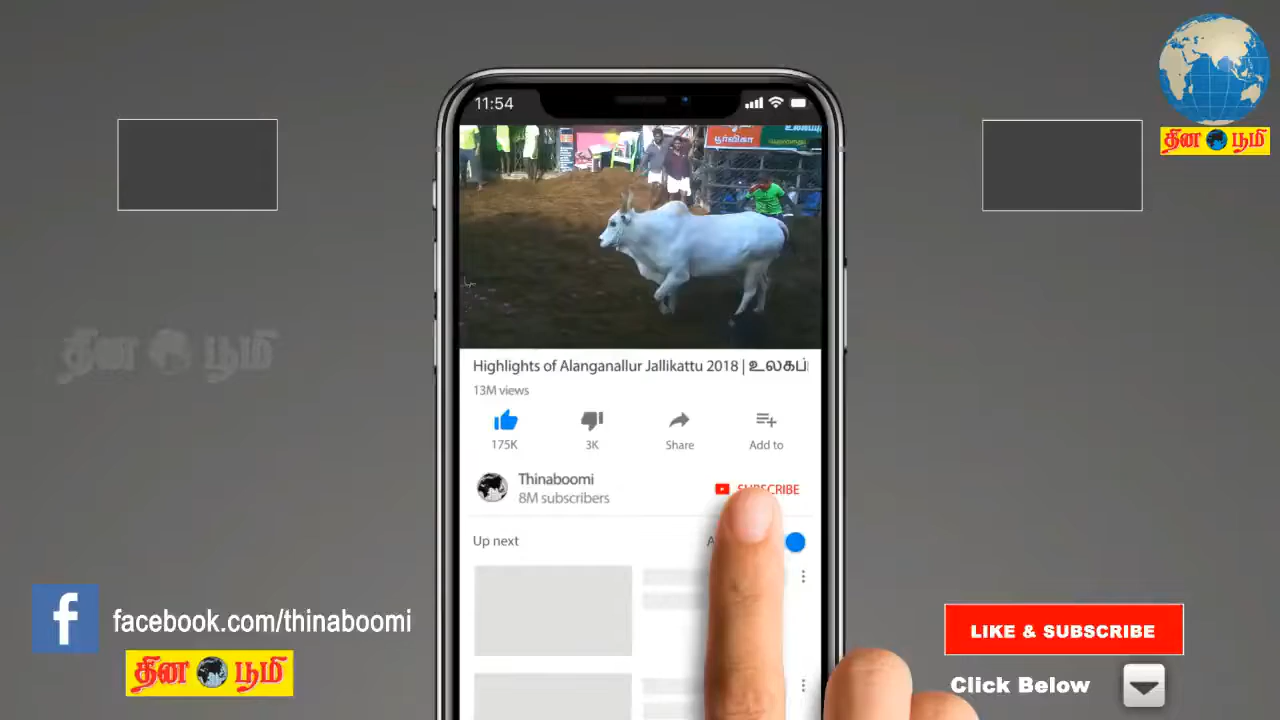 11:54
தின பூமி
பூர்விகா
தின பூமி
Highlights of Alanganallur Jallikattu 2018 | உலகப்
13M views
175K
3K
Share
Add to
Thinaboomi
8M subscribers
SUBSCRIBE
Up next
facebook.com/thinaboomi
தின பூமி
LIKE & SUBSCRIBE
Click Below